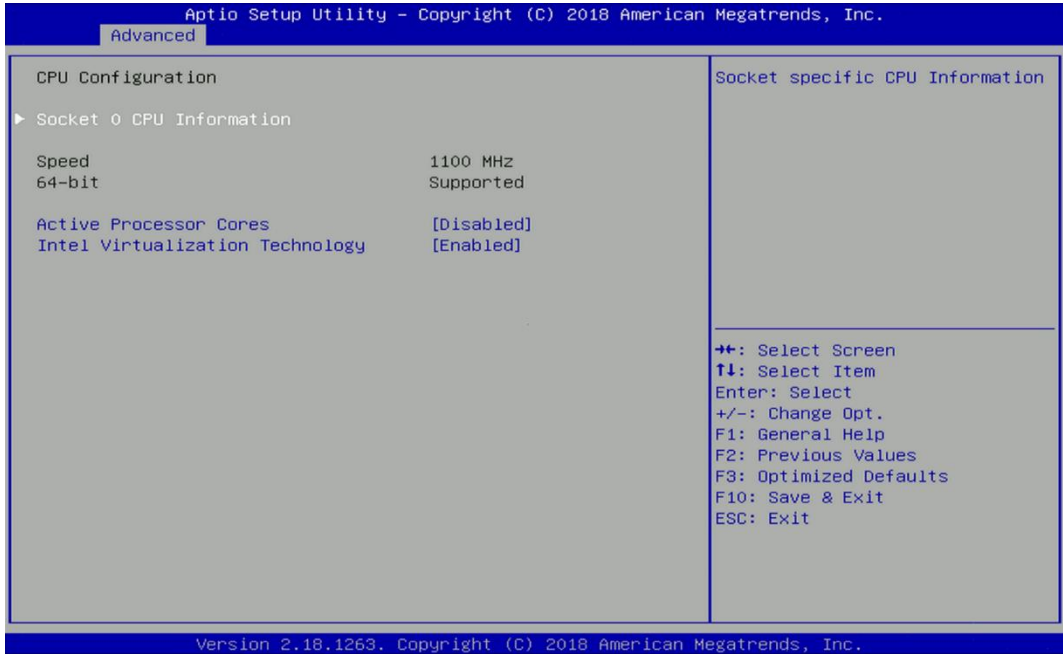 Aptio Setup Utility – Copyright (C) 2018 American Megatrends, Inc.
Advanced
CPU Configuration
Socket specific CPU Information
▶ Socket 0 CPU Information
Speed 1100 MHz
64-bit Supported
Active Processor Cores [Disabled]
Intel Virtualization Technology [Enabled]
→←: Select Screen
↑↓: Select Item
Enter: Select
+/-: Change Opt.
F1: General Help
F2: Previous Values
F3: Optimized Defaults
F10: Save & Exit
ESC: Exit
Version 2.18.1263. Copyright (C) 2018 American Megatrends, Inc.